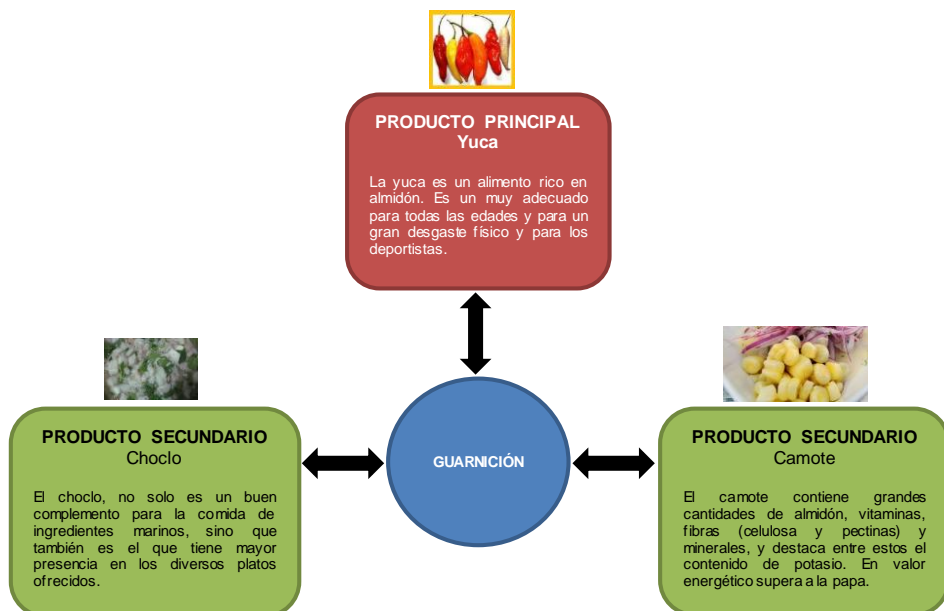 PRODUCTO PRINCIPAL
Yuca
La yuca es un alimento rico en
almidón. Es un muy adecuado
para todas las edades y para un
gran desgaste físico y para los
deportistas.
GUARNICIÓN
PRODUCTO SECUNDARIO
Choclo
El choclo, no solo es un buen
complemento para la comida de
ingredientes marinos, sino que
también es el que tiene mayor
presencia en los diversos platos
ofrecidos.
PRODUCTO SECUNDARIO
Camote
El camote contiene grandes
cantidades de almidón, vitaminas,
fibras (celulosa y pectinas) y
minerales, y destaca entre estos el
contenido de potasio. En valor
energético supera a la papa.